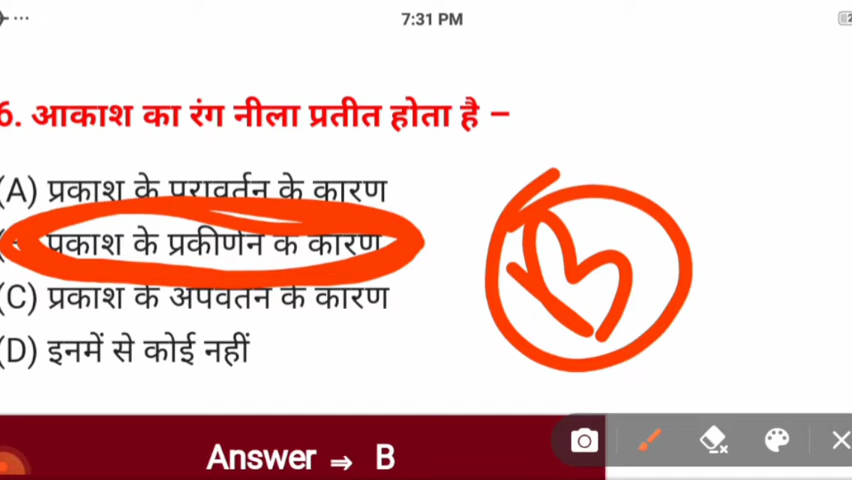 7:31 PM
6. आकाश का रंग नीला प्रतीत होता है –
(A) प्रकाश के परावर्तन के कारण
प्रकाश के प्रकीर्णन के कारण
(C) प्रकाश के अपवर्तन के कारण
(D) इनमें से कोई नहीं
B
Answer ⇒ B